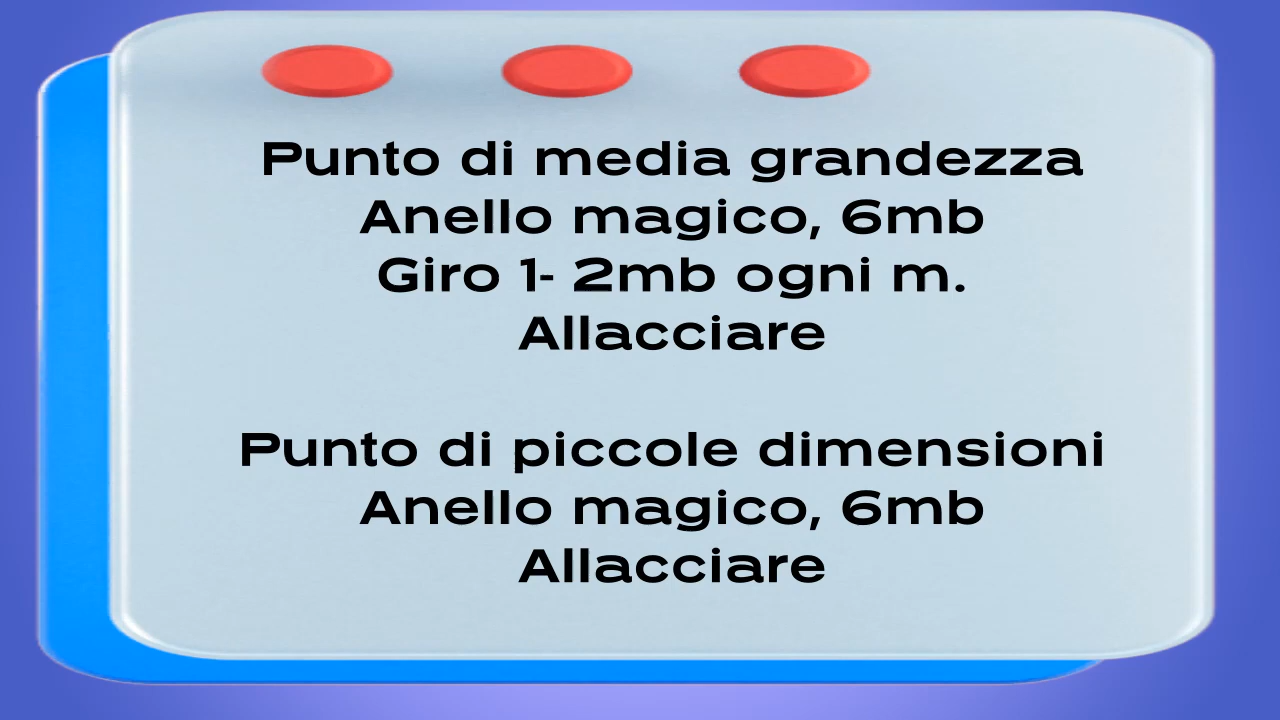 Punto di media grandezza
Anello magico, 6mb
Giro 1- 2mb ogni m.
Allacciare
Punto di piccole dimensioni
Anello magico, 6mb
Allacciare